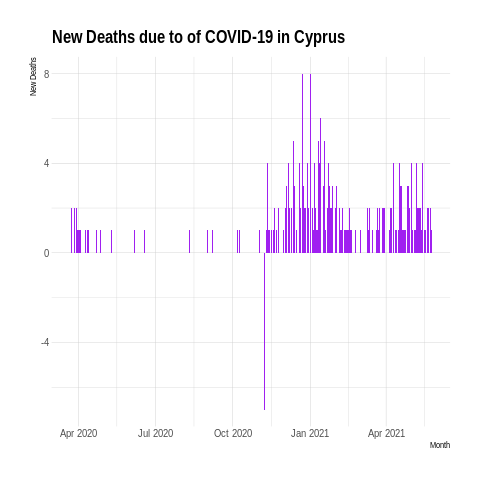 New Deaths due to of COVID-19 in Cyprus
New Deaths
8
4
0
-4
Apr 2020 Jul 2020 Oct 2020 Jan 2021 Apr 2021
Month